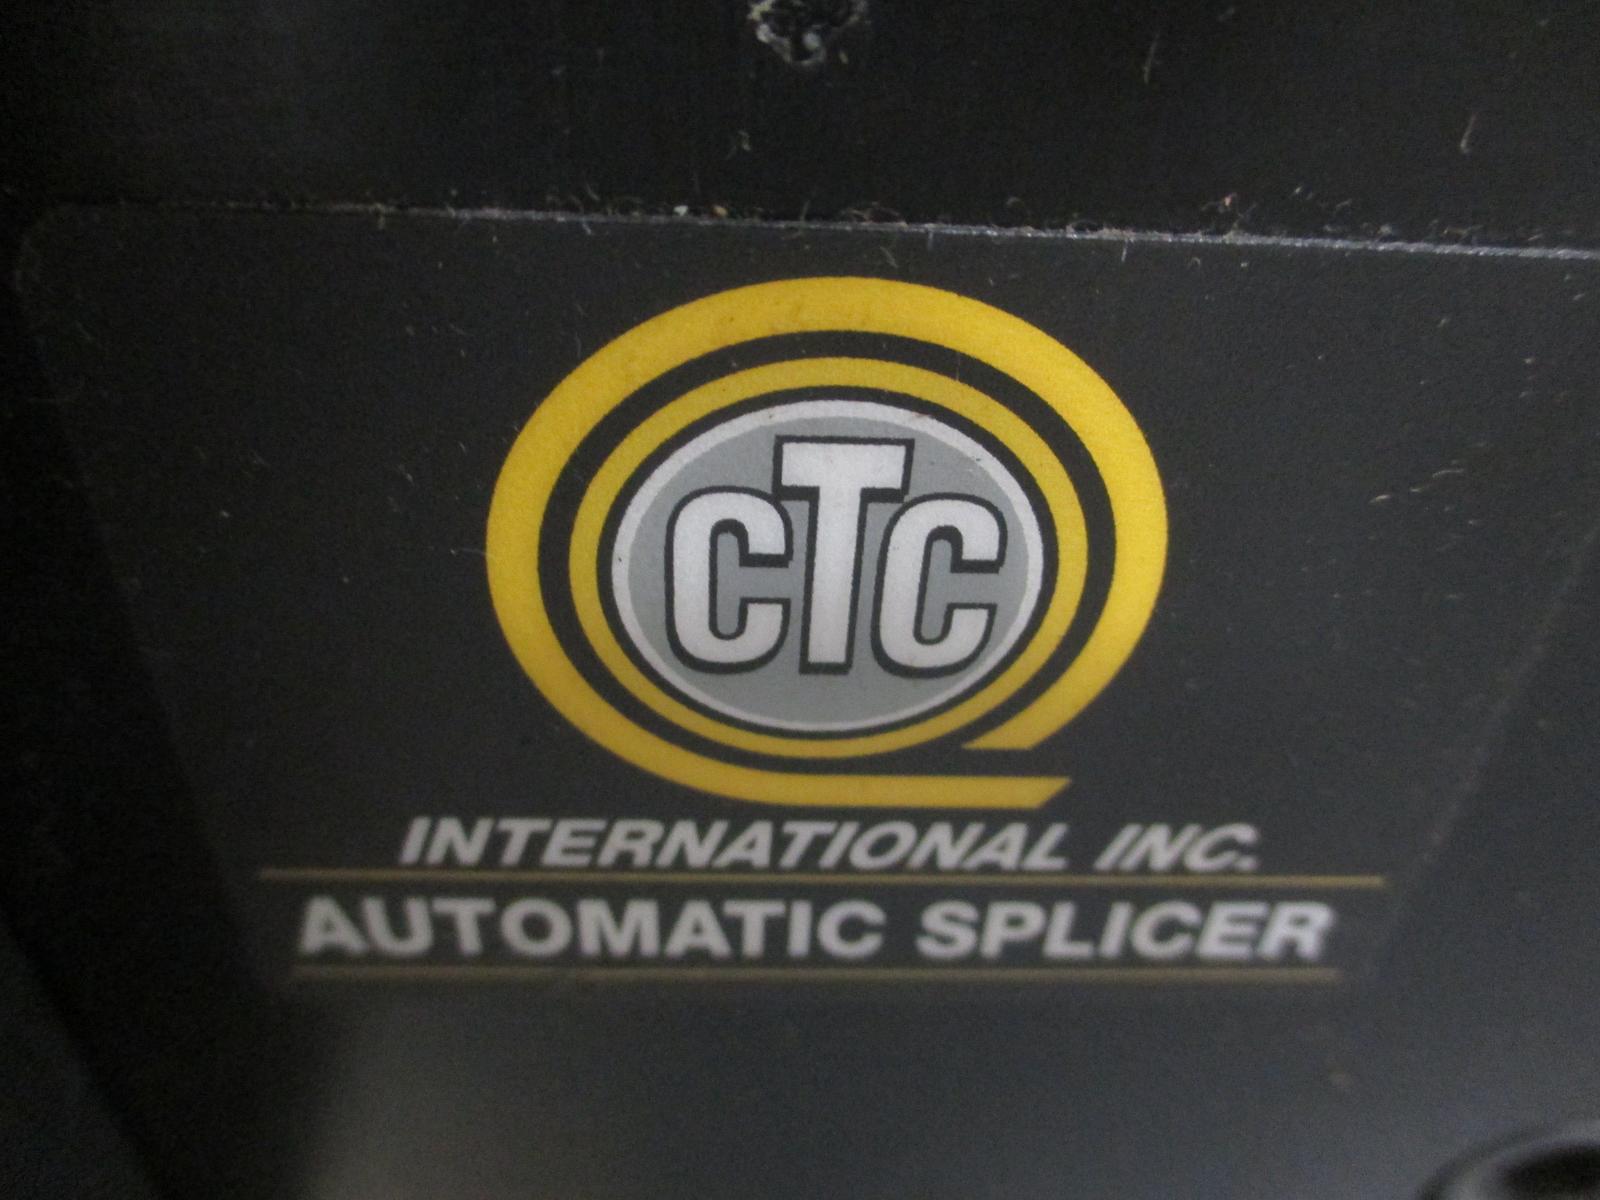 CTC
INTERNATIONAL INC.
AUTOMATIC SPLICER